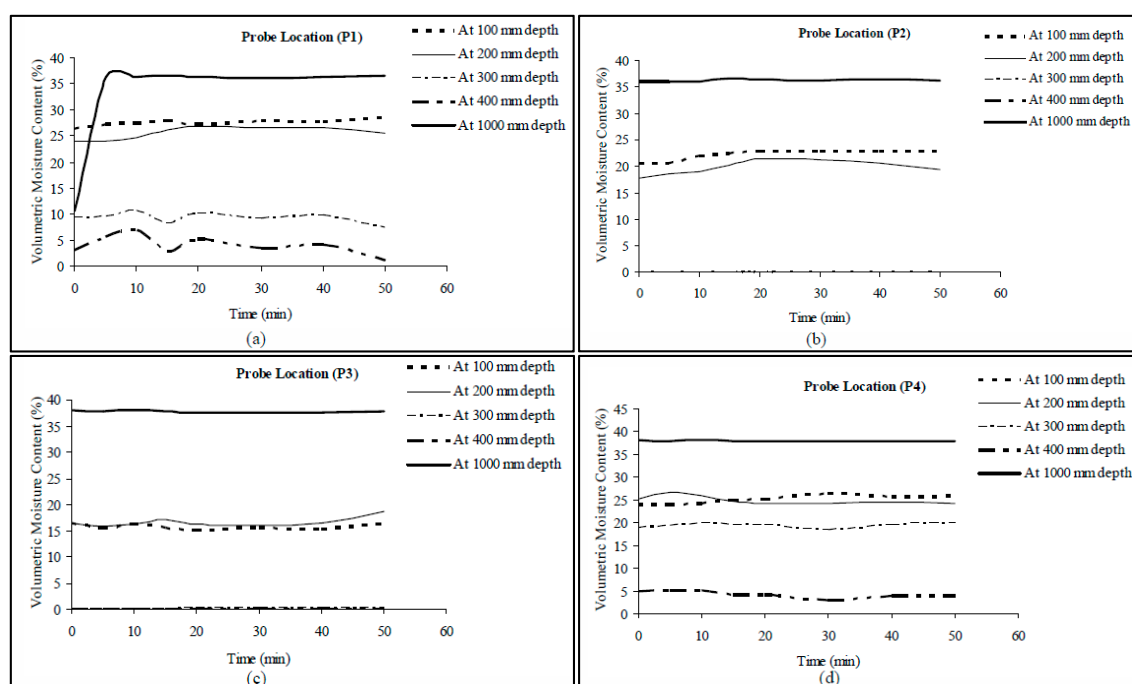 Probe Location (P1)
At 100 mm depth
At 200 mm depth
At 300 mm depth
At 400 mm depth
At 1000 mm depth
Volumetric Moisture Content (%)
40
35
30
25
20
15
10
5
0
0 10 20 30 40 50 60
Time (min)
(a)
Probe Location (P2)
At 100 mm depth
At 200 mm depth
At 300 mm depth
At 400 mm depth
At 1000 mm depth
Volumetric Moisture Content (%)
40
35
30
25
20
15
10
5
0
0 10 20 30 40 50 60
Time (min)
(b)
Probe Location (P3)
At 100 mm depth
At 200 mm depth
At 300 mm depth
At 400 mm depth
At 1000 mm depth
Volumetric Moisture Content (%)
40
35
30
25
20
15
10
5
0
0 10 20 30 40 50 60
Time (min)
(c)
Probe Location (P4)
At 100 mm depth
At 200 mm depth
At 300 mm depth
At 400 mm depth
At 1000 mm depth
Volumetric Moisture Content (%)
45
40
35
30
25
20
15
10
5
0
0 10 20 30 40 50 60
Time (min)
(d)